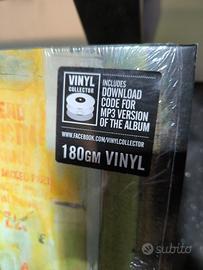 VINYL
COLLECTOR
INCLUDES
DOWNLOAD
CODE FOR
MP3 VERSION
OF THE ALBUM
WWW.FACEBOOK.COM/VINYLCOLLECTOR
180GM VINYL
subito